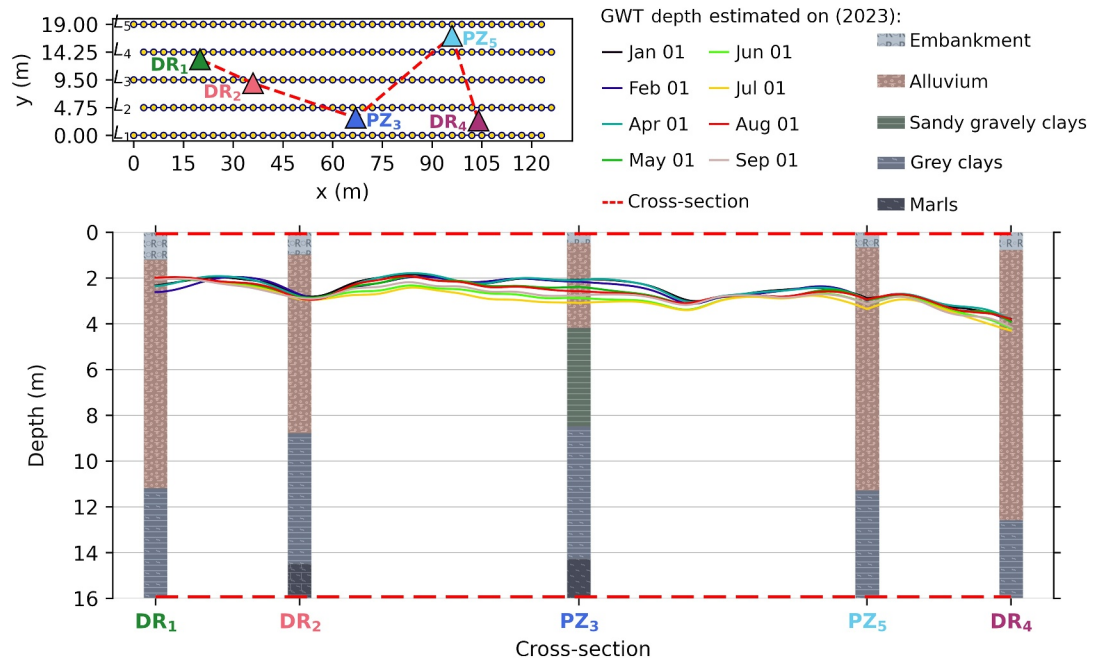 GWT depth estimated on (2023):
Jan 01
Feb 01
Apr 01
May 01
Jun 01
Jul 01
Aug 01
Sep 01
Cross-section
Embankment
Alluvium
Sandy gravely clays
Grey clays
Marls
y (m)
19.00
14.25
9.50
4.75
0.00
L5
L4
L3
L2
L1
DR1
DR2
PZ3
PZ5
DR4
0 15 30 45 60 75 90 105 120
x (m)
Depth (m)
0
2
4
6
8
10
12
14
16
DR1 DR2 PZ3 PZ5 DR4
Cross-section